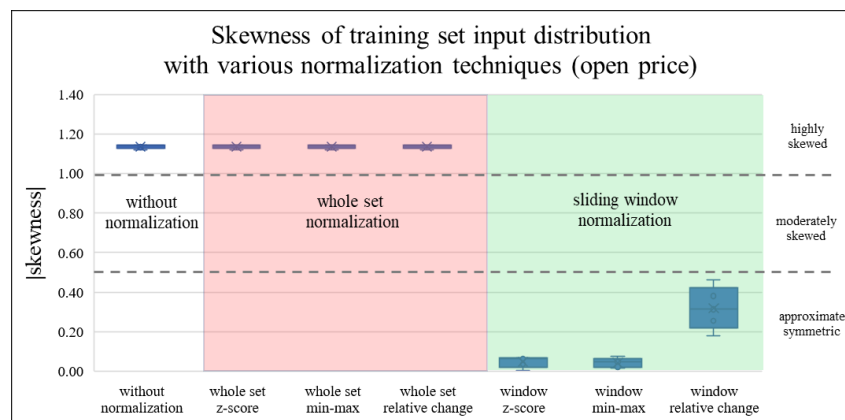 Skewness of training set input distribution
with various normalization techniques (open price)
1.40
1.20
1.00
0.80
0.60
0.40
0.20
0.00
|skewness|
without
normalization
whole set
normalization
sliding window
normalization
highly
skewed
moderately
skewed
approximate
symmetric
without
normalization
whole set
z-score
whole set
min-max
whole set
relative change
window
z-score
window
min-max
window
relative change